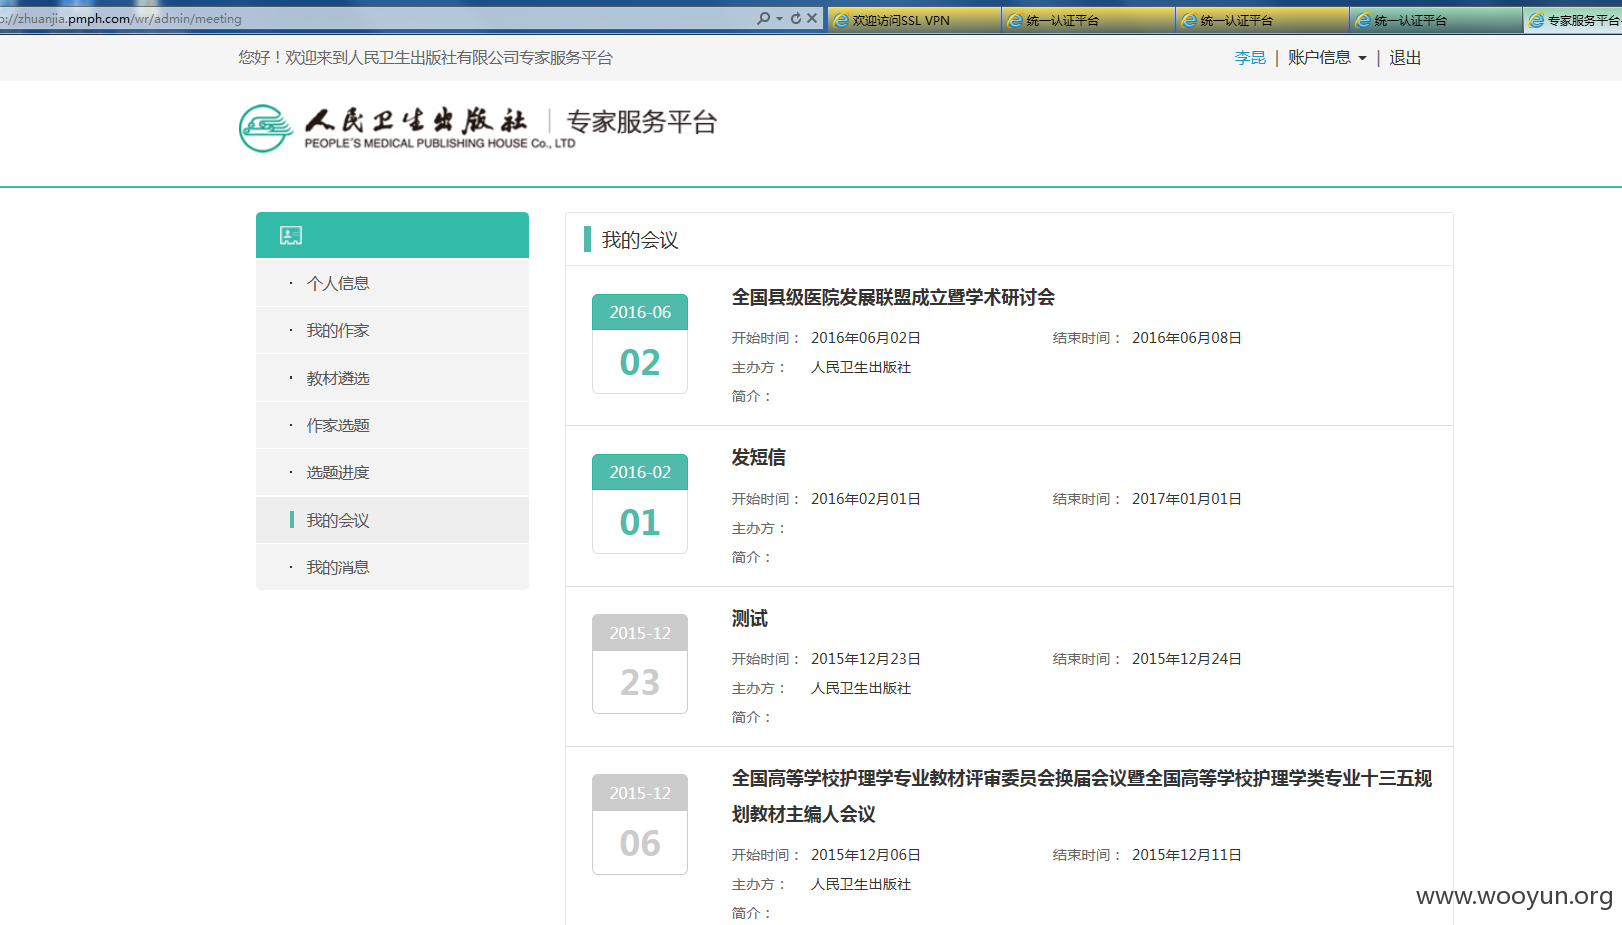 o://zhuanjia.pmph.com/wr/admin/meeting
欢迎访问SSL VPN
统一认证平台
统一认证平台
统一认证平台
专家服务平台
您好！欢迎来到人民卫生出版社有限公司专家服务平台
李昆 | 账户信息 | 退出
人民卫生出版社 | 专家服务平台
PEOPLE'S MEDICAL PUBLISHING HOUSE Co., LTD
· 个人信息
· 我的作家
· 教材遴选
· 作家选题
· 选题进度
我的会议
· 我的消息
我的会议
2016-06
02
全国县级医院发展联盟成立暨学术研讨会
开始时间： 2016年06月02日 结束时间： 2016年06月08日
主办方： 人民卫生出版社
简介：
2016-02
01
发短信
开始时间： 2016年02月01日 结束时间： 2017年01月01日
主办方：
简介：
2015-12
23
测试
开始时间： 2015年12月23日 结束时间： 2015年12月24日
主办方： 人民卫生出版社
简介：
2015-12
06
全国高等学校护理学专业教材评审委员会换届会议暨全国高等学校护理学类专业十三五规
划教材主编人会议
开始时间： 2015年12月06日 结束时间： 2015年12月11日
主办方： 人民卫生出版社
简介：
www.wooyun.org